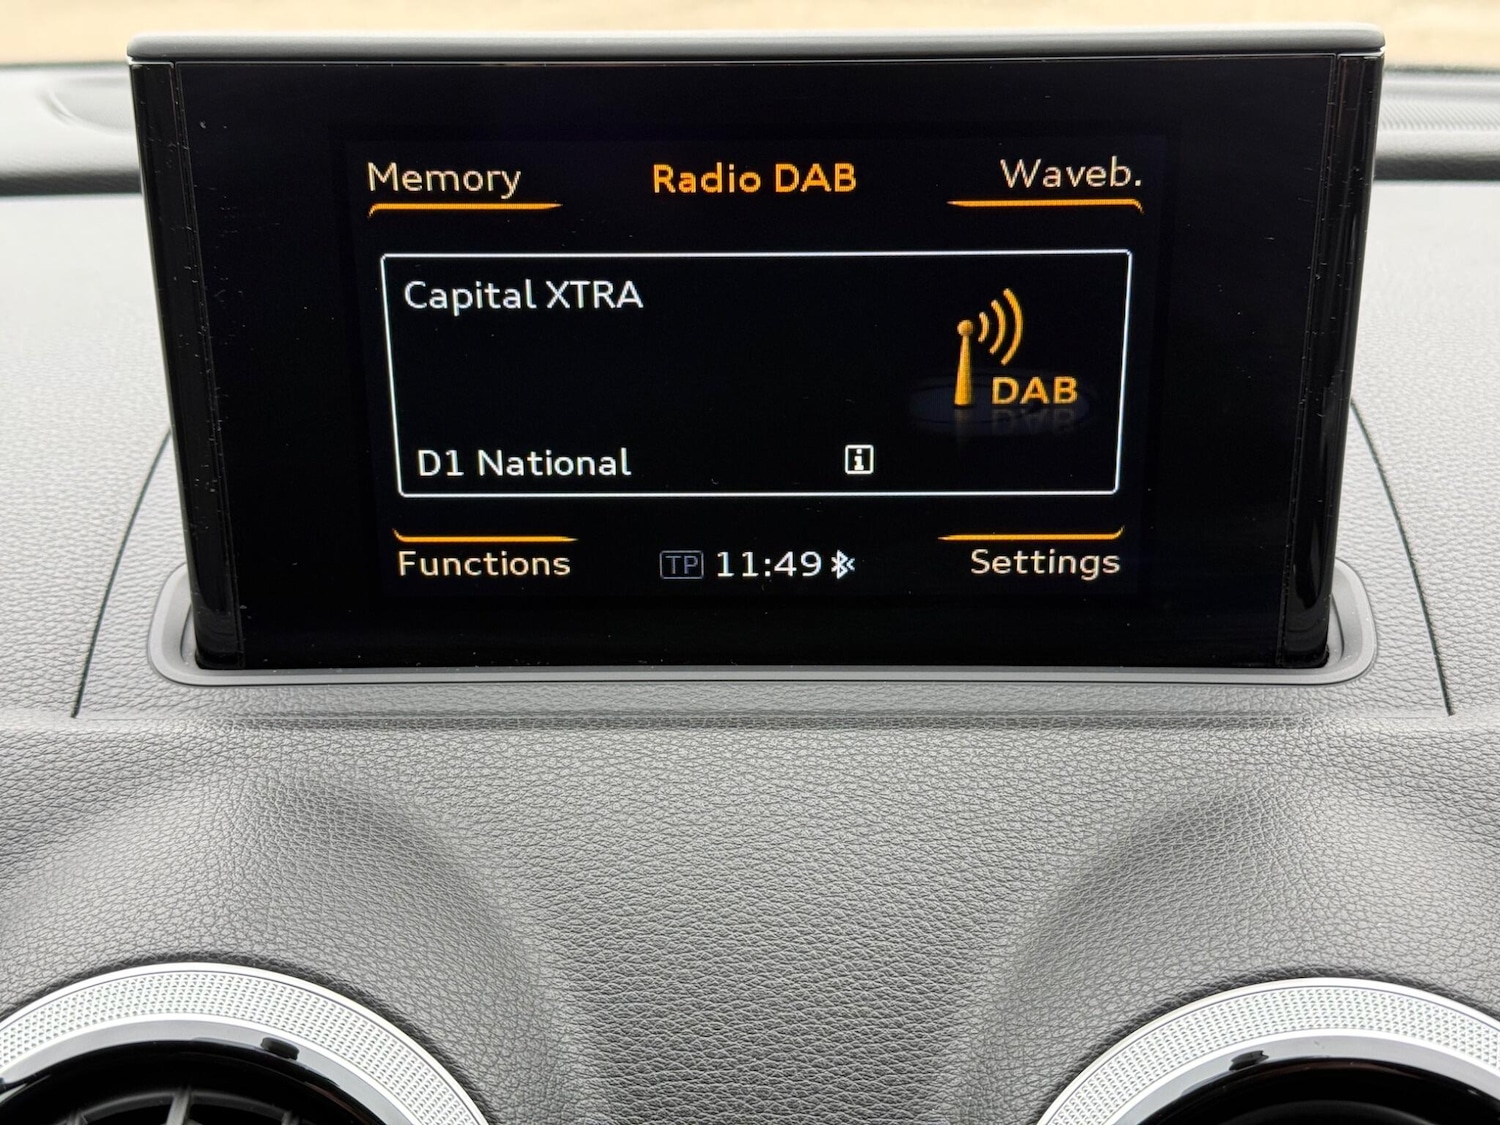 Memory Radio DAB Waveb.
Capital XTRA
DAB
D1 National i
Functions TP 11:49 Settings